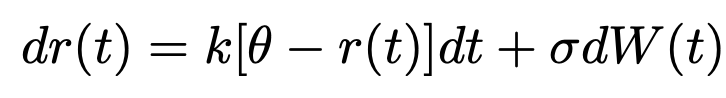 dr(t) = k[θ − r(t)]dt + σdW(t)